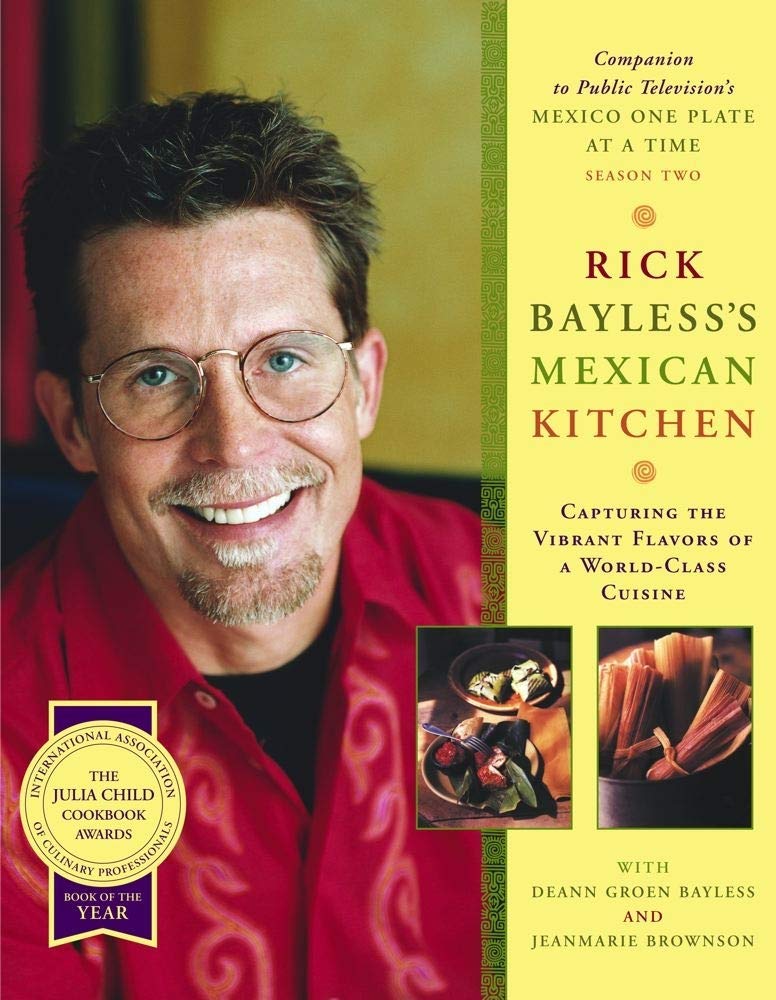 Companion
to Public Television's
MEXICO ONE PLATE
AT A TIME
SEASON TWO
RICK
BAYLESS'S
MEXICAN
KITCHEN
CAPTURING THE
VIBRANT FLAVORS OF
A WORLD-CLASS
CUISINE
WITH
DEANN GROEN BAYLESS
AND
JEANMARIE BROWNSON
INTERNATIONAL ASSOCIATION
OF CULINARY PROFESSIONALS
THE
JULIA CHILD
COOKBOOK
AWARDS
BOOK OF THE
YEAR